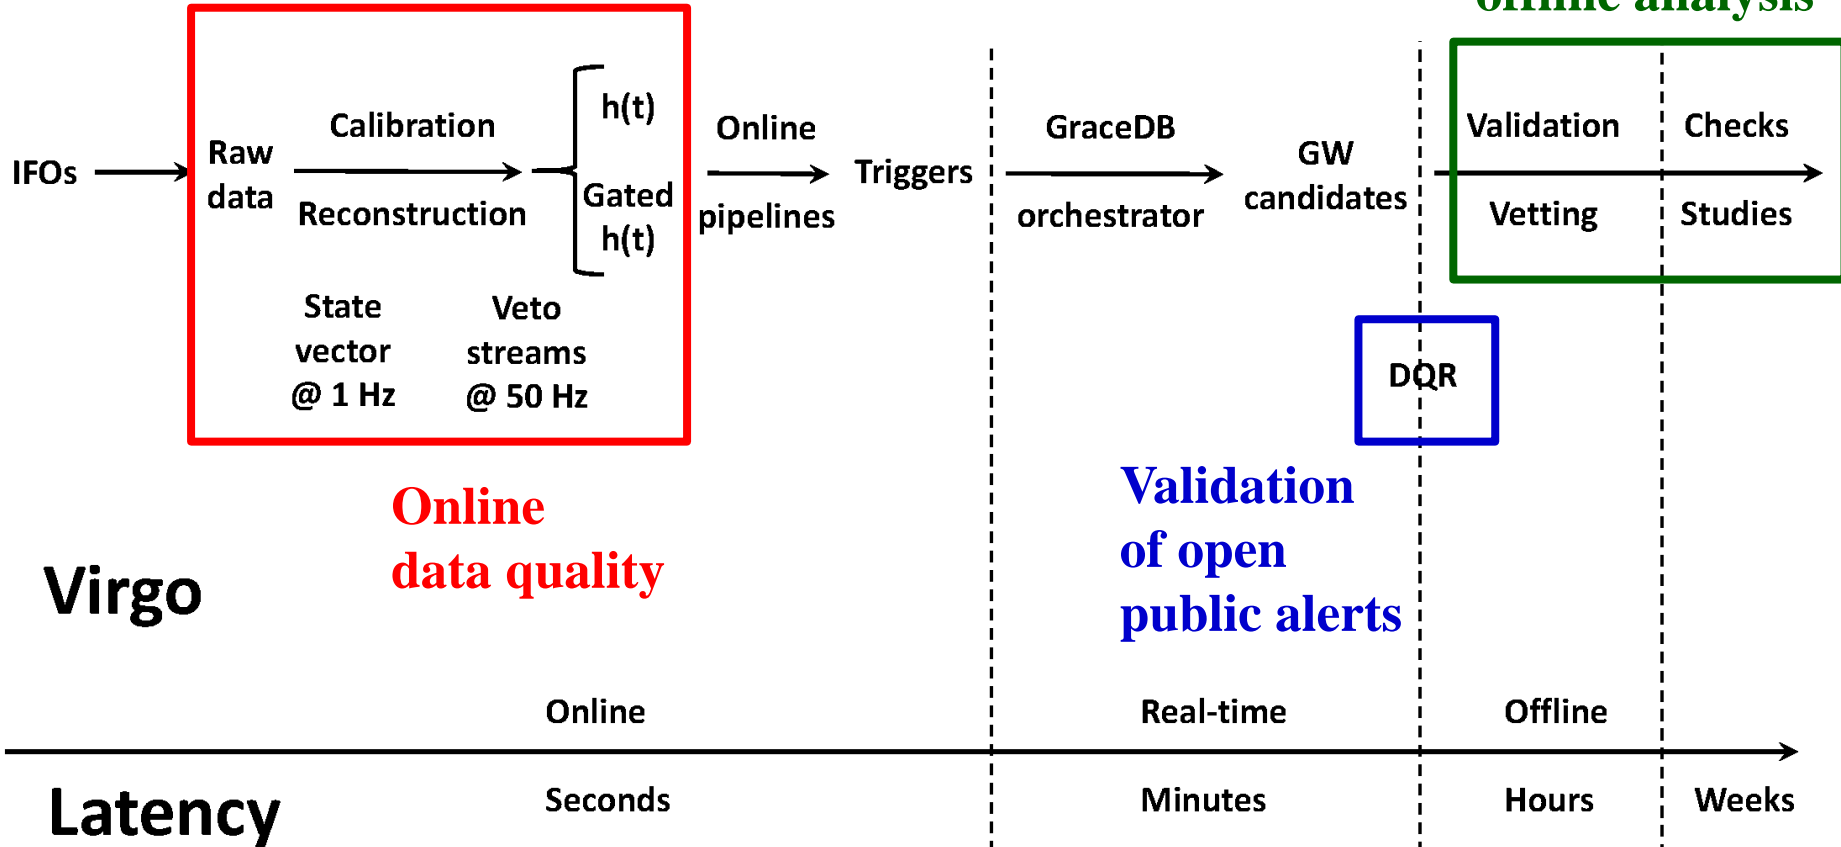 offline analysis
IFOs
Raw
data
Calibration
Reconstruction
h(t)
Gated
h(t)
State
vector
@ 1 Hz
Veto
streams
@ 50 Hz
Online
pipelines
Triggers
GraceDB
orchestrator
GW
candidates
Validation
Vetting
Checks
Studies
DQR
Online
data quality
Validation
of open
public alerts
Virgo
Online
Real-time
Offline
Latency
Seconds
Minutes
Hours
Weeks